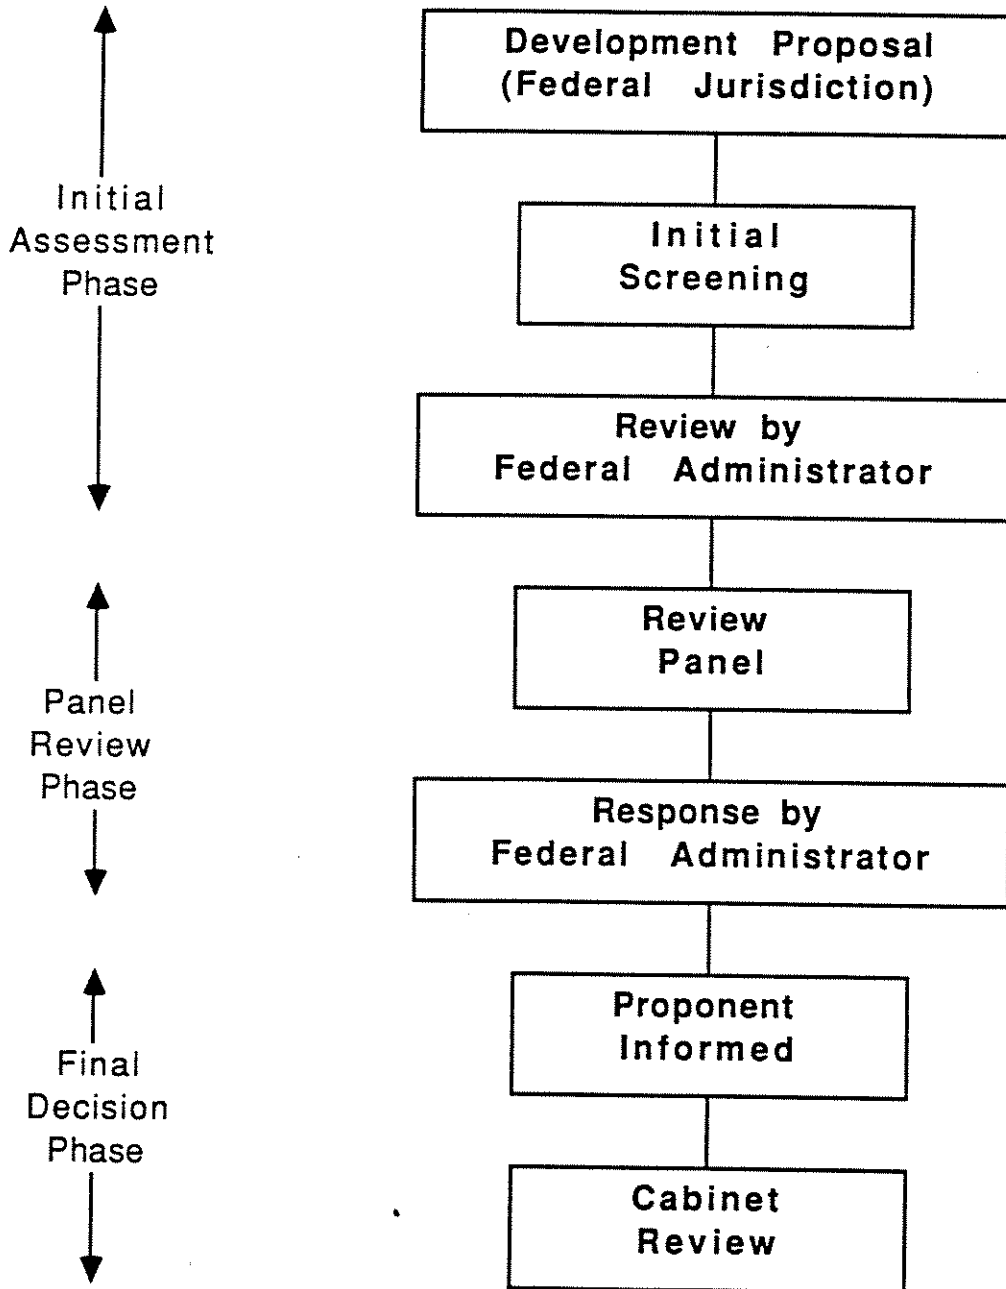 Development Proposal
(Federal Jurisdiction)
Initial
Assessment
Phase
Initial
Screening
Review by
Federal Administrator
Panel
Review
Phase
Review
Panel
Response by
Federal Administrator
Final
Decision
Phase
Proponent
Informed
Cabinet
Review